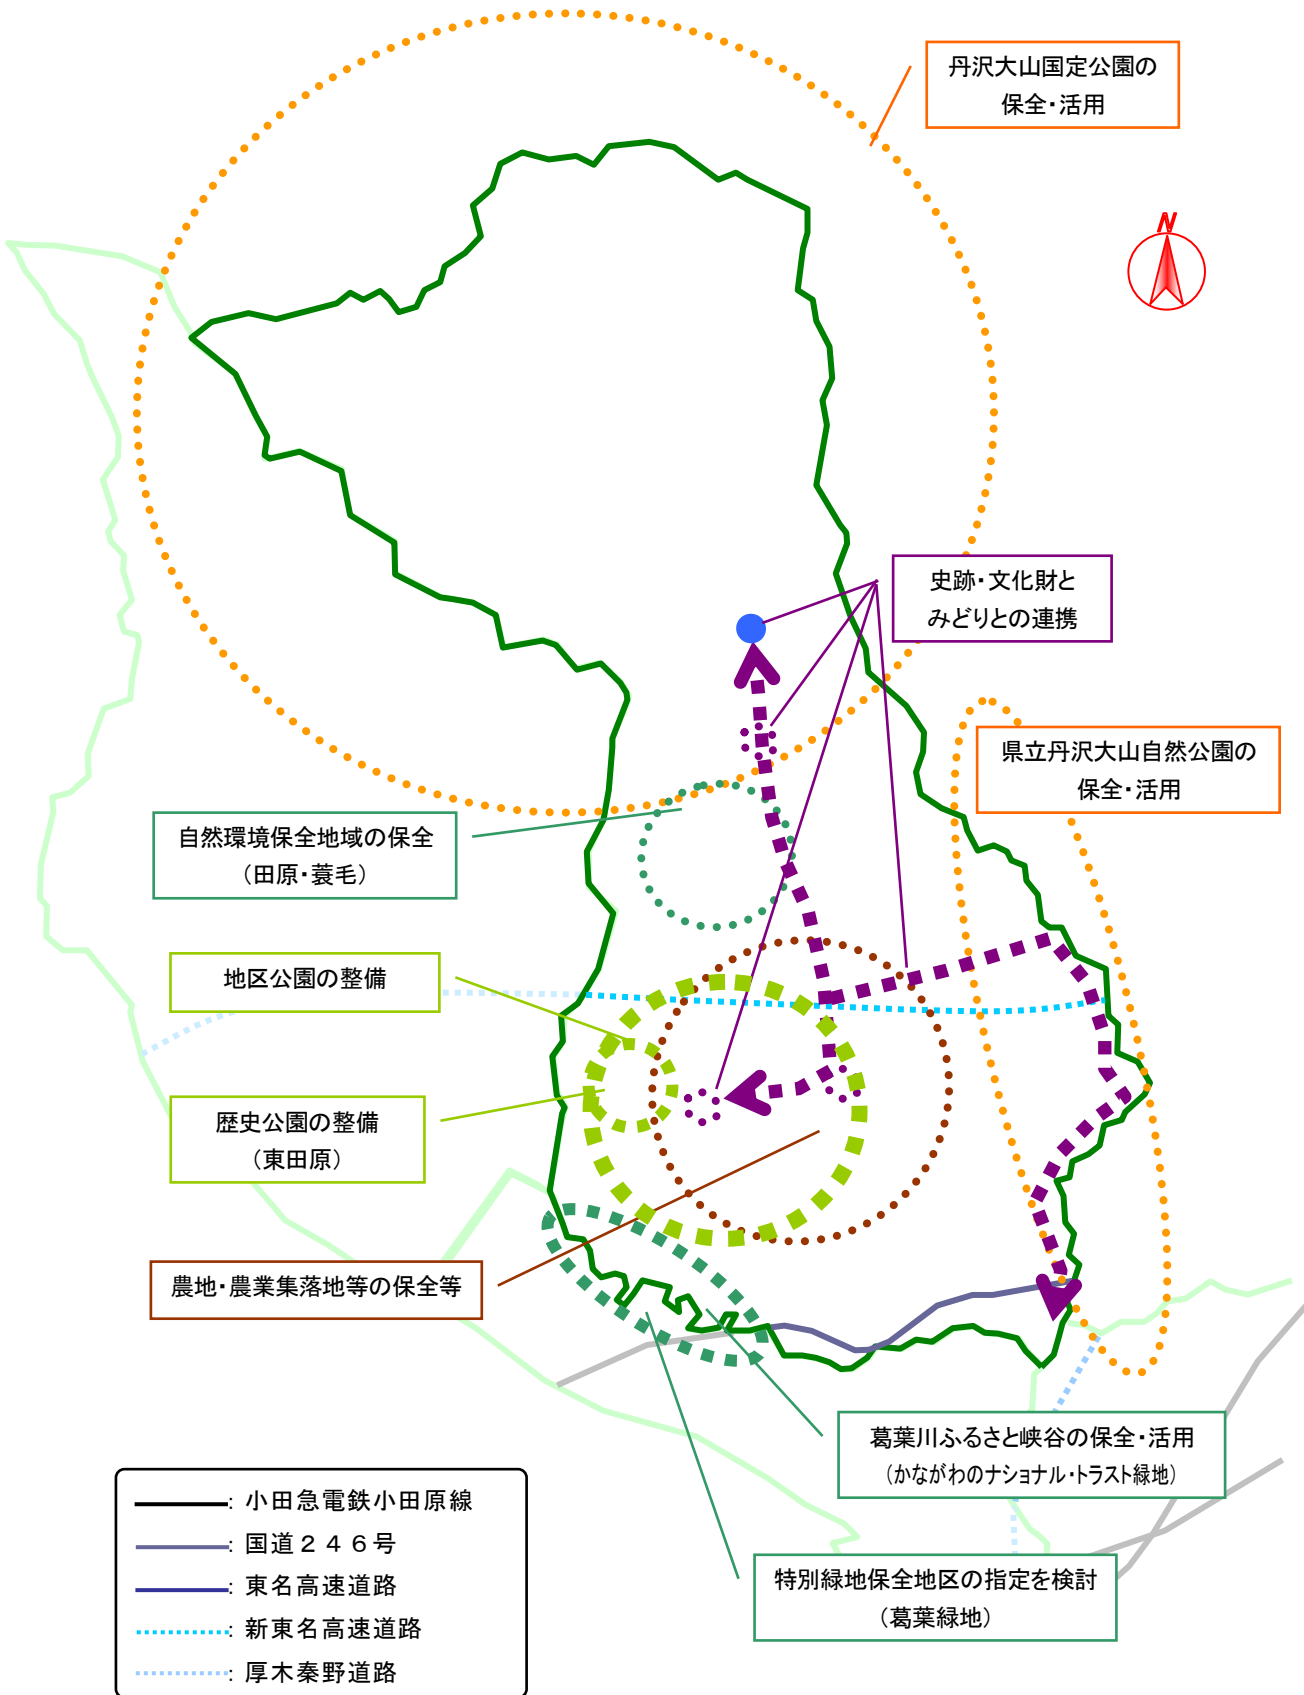 丹沢大山国定公園の
保全・活用
N
史跡・文化財と
みどりとの連携
県立丹沢大山自然公園の
保全・活用
自然環境保全地域の保全
（田原・蓑毛）
地区公園の整備
歴史公園の整備
（東田原）
農地・農業集落地等の保全等
葛葉川ふるさと峡谷の保全・活用
（かながわのナショナル・トラスト緑地）
特別緑地保全地区の指定を検討
（葛葉緑地）
：小田急電鉄小田原線
：国道２４６号
：東名高速道路
：新東名高速道路
：厚木秦野道路